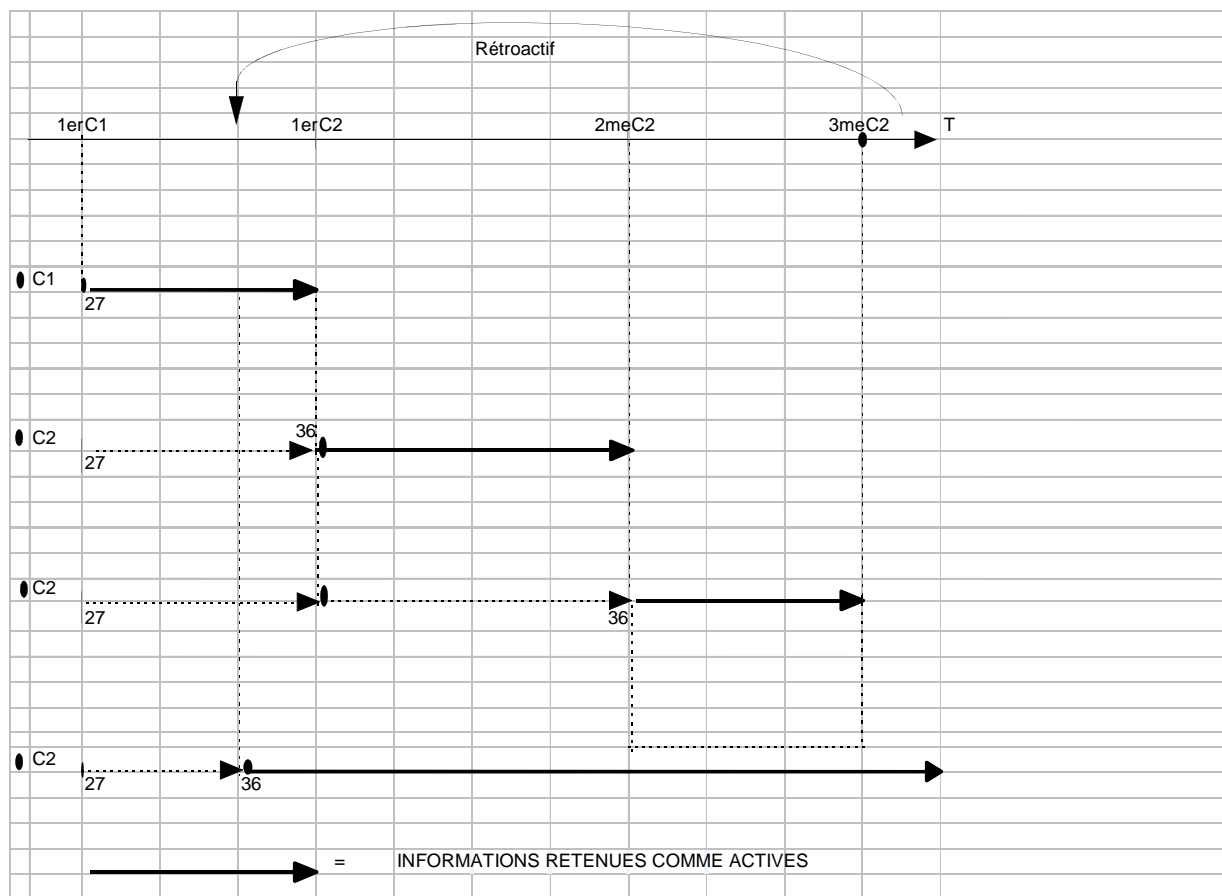 Rétroactif
1erC1 1erC2 2meC2 3meC2 T
C1
27
36
C2
27
C2
27 36
C2
27 36
= INFORMATIONS RETENUES COMME ACTIVES